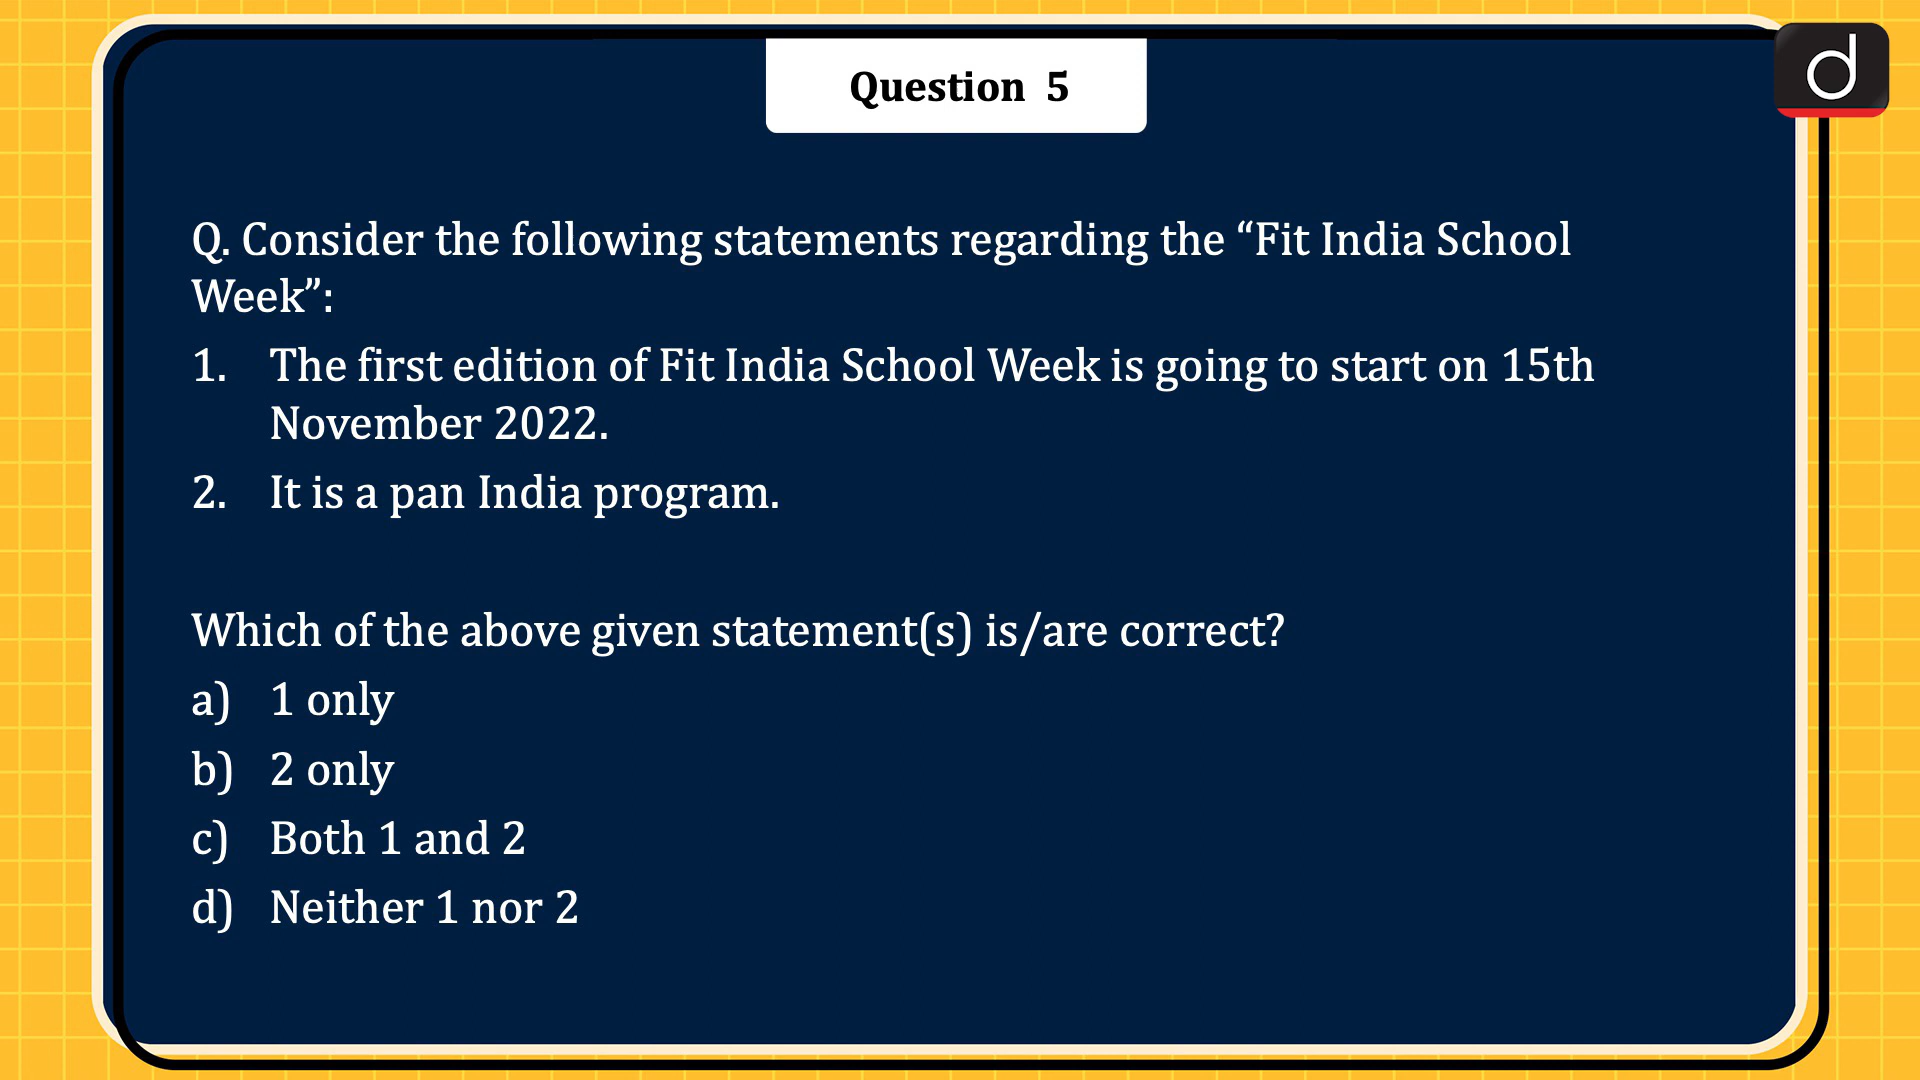 Question 5
d
Q. Consider the following statements regarding the “Fit India School
Week”:
1. The first edition of Fit India School Week is going to start on 15th
November 2022.
2. It is a pan India program.
Which of the above given statement(s) is/are correct?
a) 1 only
b) 2 only
c) Both 1 and 2
d) Neither 1 nor 2